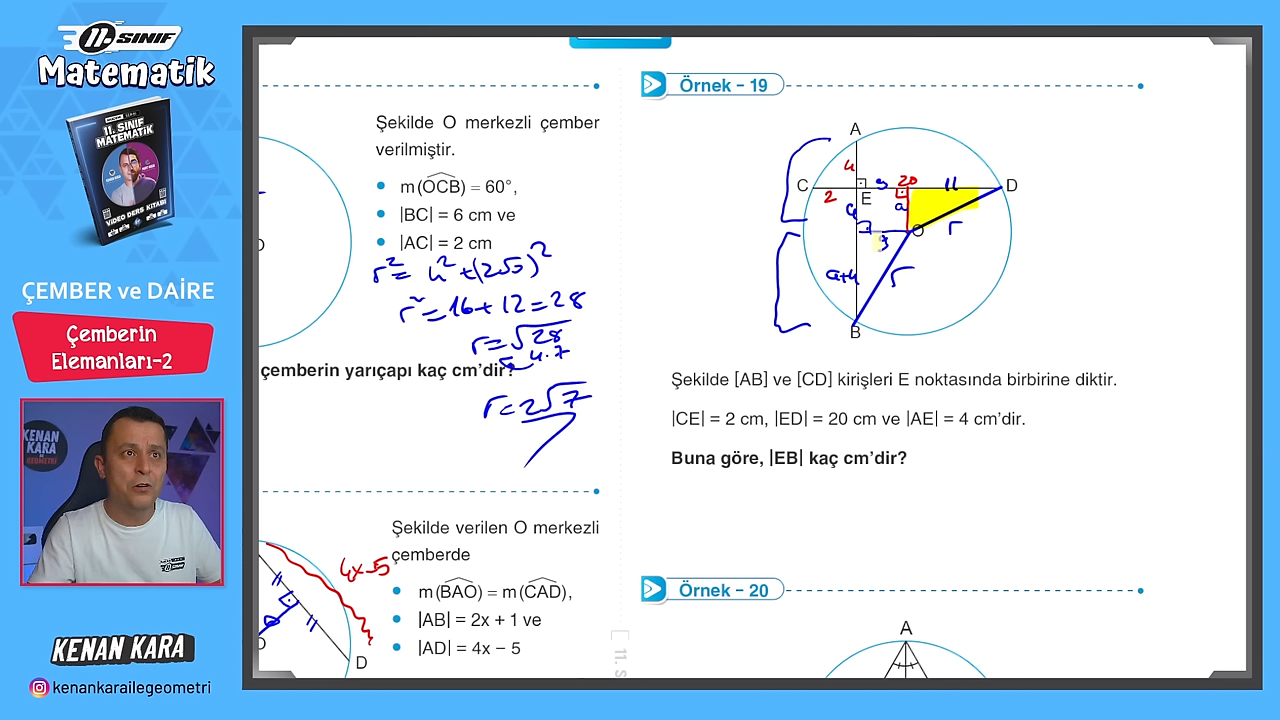 11. SINIF
Matematik
11. SINIF
MATEMATİK
VİDEO DERS KİTABI
ÇEMBER ve DAİRE
Çemberin
Elemanları-2
KENAN
KARA
GEOMETRİ
KENAN KARA
kenankarailegeometri
Şekilde O merkezli çember
verilmiştir.
m(OCB) = 60°,
|BC| = 6 cm ve
|AC| = 2 cm
r² = 4² + (2√3)²
r² = 16 + 12 = 28
r = √28
4.7
çemberin yarıçapı kaç cm'dir?
r = 2√7
Şekilde verilen O merkezli
çemberde
4x-5
m(BAO) = m(CAD),
|AB| = 2x + 1 ve
|AD| = 4x − 5
D
[ 11. S
Örnek - 19
A
4
C 2 E 9 20 11 D
a a
9 O r
a+4 r
B
Şekilde [AB] ve [CD] kirişleri E noktasında birbirine diktir.
|CE| = 2 cm, |ED| = 20 cm ve |AE| = 4 cm'dir.
Buna göre, |EB| kaç cm'dir?
Örnek - 20
A